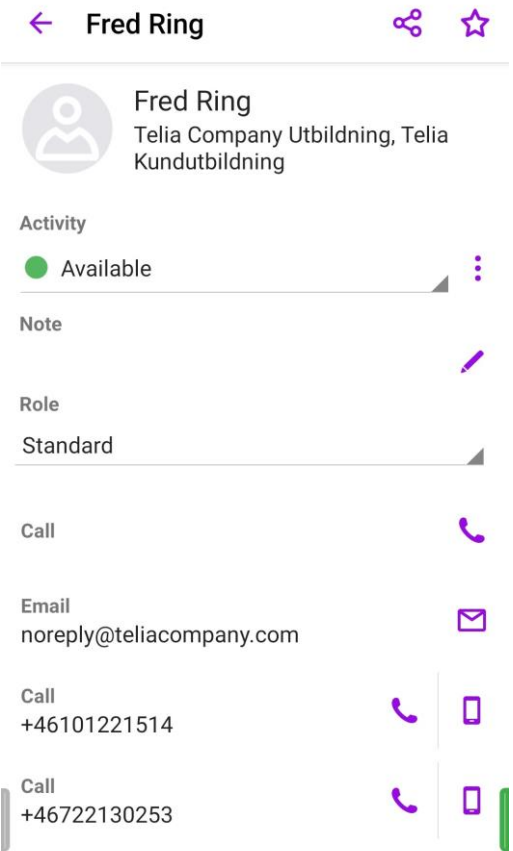 Fred Ring
Fred Ring
Telia Company Utbildning, Telia
Kundutbildning
Activity
Available
Note
Role
Standard
Call
Email
noreply@teliacompany.com
Call
+46101221514
Call
+46722130253